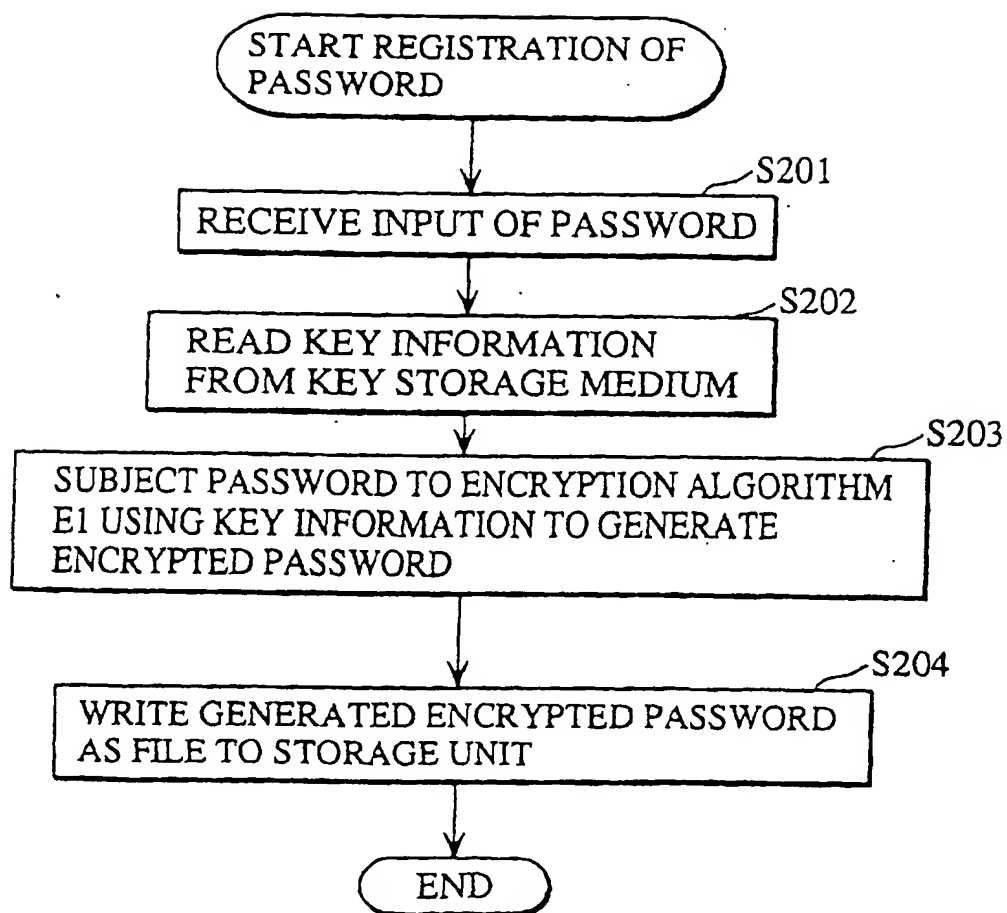 START REGISTRATION OF
PASSWORD
S201
RECEIVE INPUT OF PASSWORD
S202
READ KEY INFORMATION
FROM KEY STORAGE MEDIUM
S203
SUBJECT PASSWORD TO ENCRYPTION ALGORITHM
E1 USING KEY INFORMATION TO GENERATE
ENCRYPTED PASSWORD
S204
WRITE GENERATED ENCRYPTED PASSWORD
AS FILE TO STORAGE UNIT
END